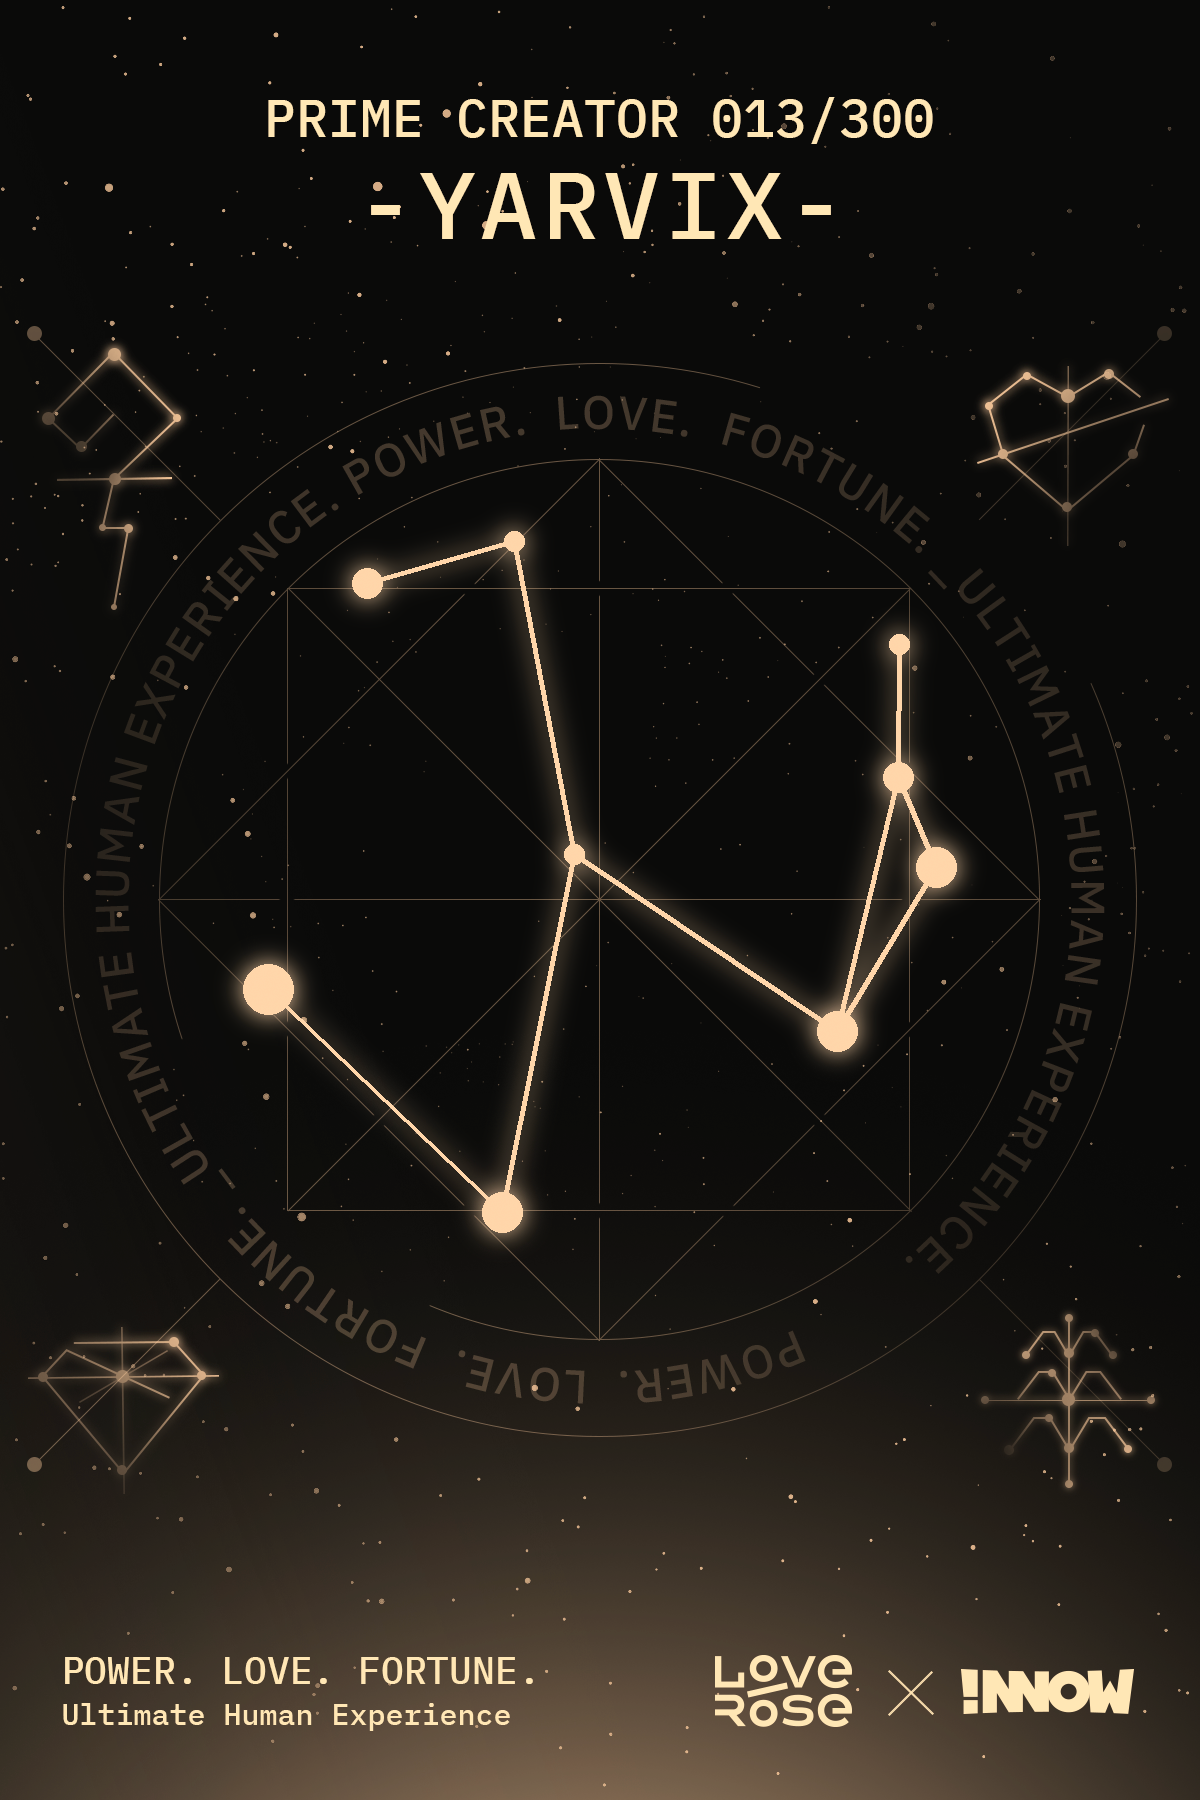 PRIME CREATOR 013/300
-YARVIX-
POWER. LOVE. FORTUNE. – ULTIMATE HUMAN EXPERIENCE.
POWER. LOVE. FORTUNE. – ULTIMATE HUMAN EXPERIENCE.
POWER. LOVE. FORTUNE.
Ultimate Human Experience
LOVE
ROSE
!NNOW